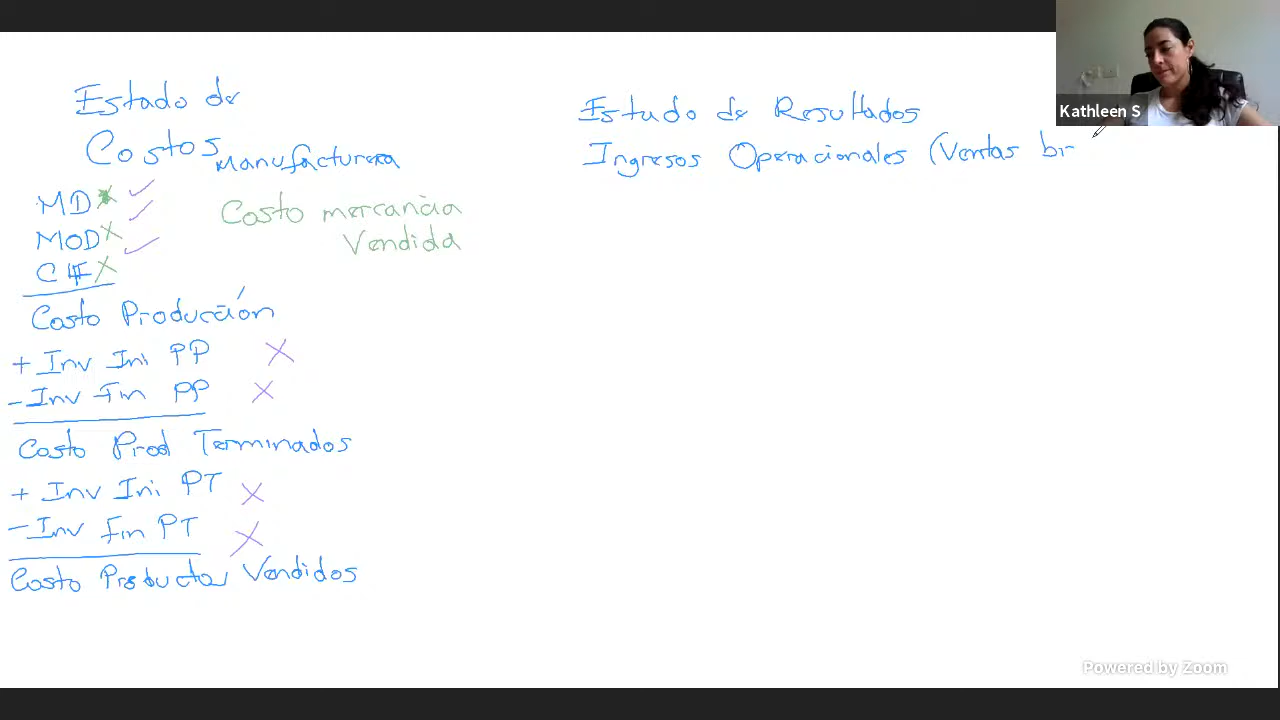 Estado de
Costos Manufacturera
MD
MOD
CIF
Costo mercancia
Vendida
Costo Producción
+ Inv Ini PP
- Inv Fin PP
Costo Prod Terminados
+ Inv Ini PT
- Inv Fin PT
Costo Productos Vendidos
Estado de Resultados
Ingresos Operacionales (Ventas br
Kathleen S
Powered by Zoom